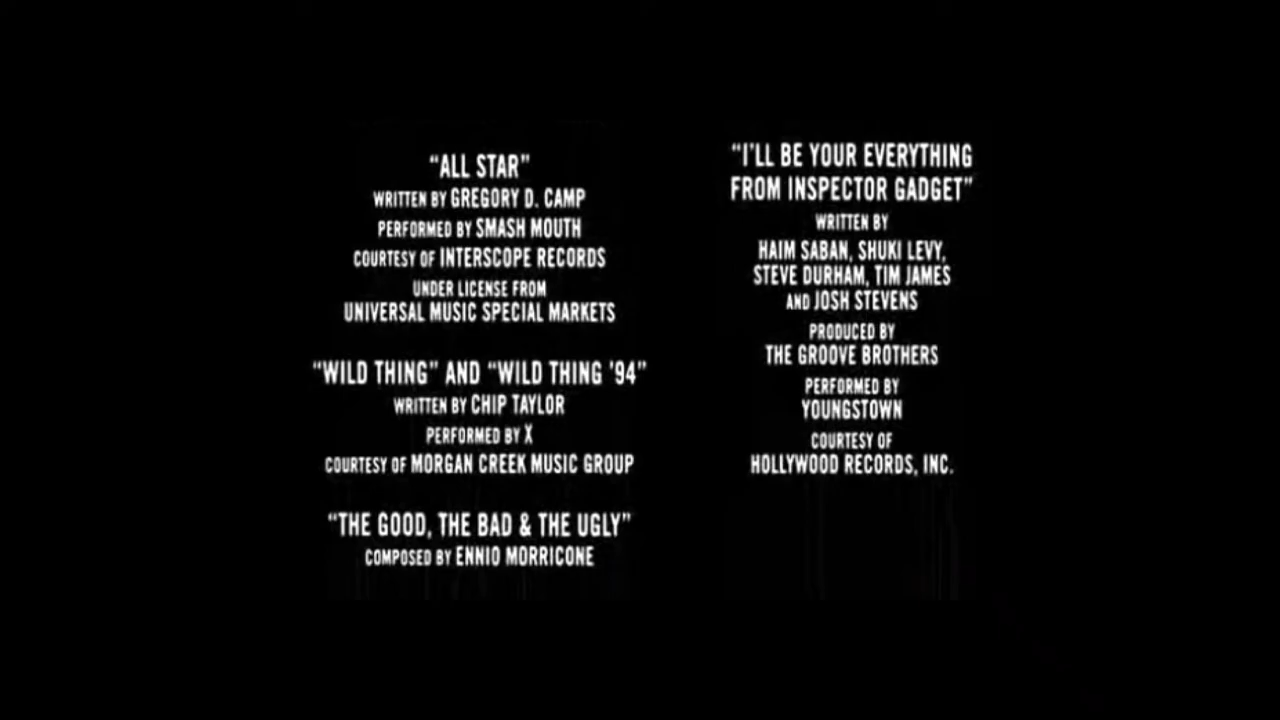 "ALL STAR"
WRITTEN BY GREGORY D. CAMP
PERFORMED BY SMASH MOUTH
COURTESY OF INTERSCOPE RECORDS
UNDER LICENSE FROM
UNIVERSAL MUSIC SPECIAL MARKETS
"WILD THING" AND "WILD THING '94"
WRITTEN BY CHIP TAYLOR
PERFORMED BY X
COURTESY OF MORGAN CREEK MUSIC GROUP
"THE GOOD, THE BAD & THE UGLY"
COMPOSED BY ENNIO MORRICONE
"I'LL BE YOUR EVERYTHING
FROM INSPECTOR GADGET"
WRITTEN BY
HAIM SABAN, SHUKI LEVY,
STEVE DURHAM, TIM JAMES
AND JOSH STEVENS
PRODUCED BY
THE GROOVE BROTHERS
PERFORMED BY
YOUNGSTOWN
COURTESY OF
HOLLYWOOD RECORDS, INC.